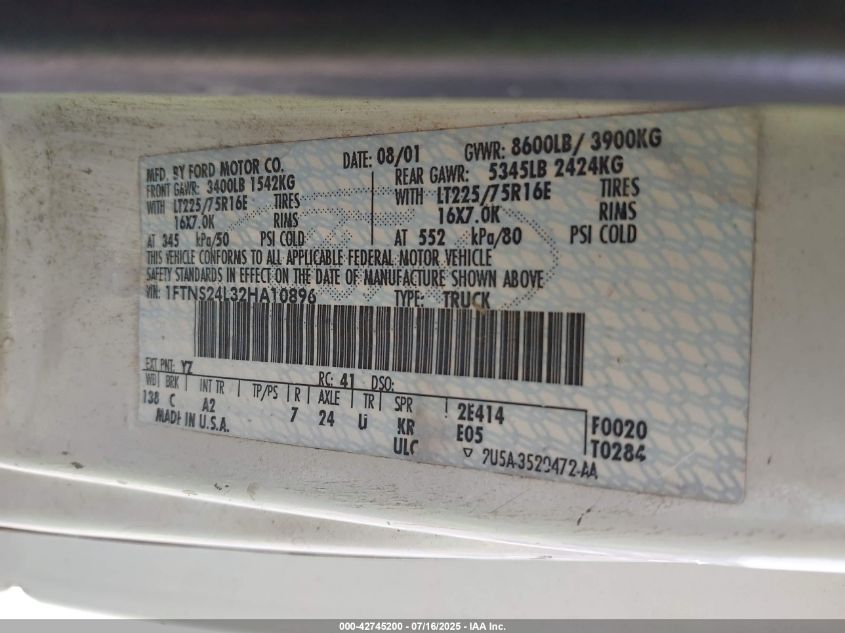 MFD. BY FORD MOTOR CO.
DATE: 08/01
GVWR: 8600LB/ 3900KG
FRONT GAWR: 3400LB 1542KG
REAR GAWR: 5345LB 2424KG
WITH LT225/75R16E TIRES
WITH LT225/75R16E TIRES
16X7.0K RIMS
16X7.0K RIMS
AT 345 kPa/50 PSI COLD
AT 552 kPa/80 PSI COLD
THIS VEHICLE CONFORMS TO ALL APPLICABLE FEDERAL MOTOR VEHICLE
SAFETY STANDARDS IN EFFECT ON THE DATE OF MANUFACTURE SHOWN ABOVE
VIN: 1FTNS24L32HA10896 TYPE: TRUCK
EXT PNT: YZ RC: 41 DSO:
WB BRK INT TR TP/PS R AXLE TR SPR
138 C A2 7 24 U KR
ULC
2E414
E05
F0020
T0284
MADE IN U.S.A.
2U5A-3520472-AA
000-42745200 - 07/16/2025 - IAA Inc.